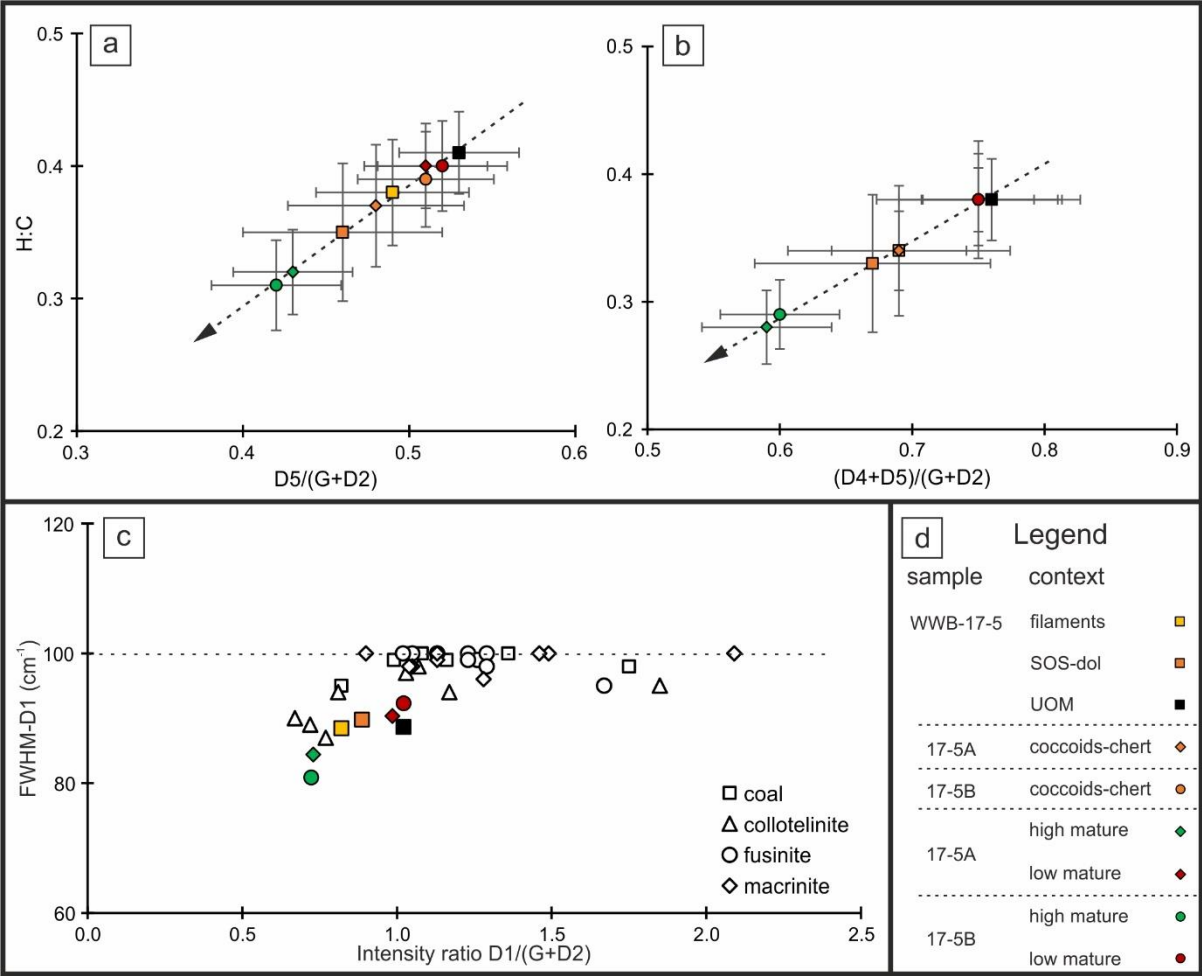 a
0.5
0.4
0.3
0.2
H:C
0.3 0.4 0.5 0.6
D5/(G+D2)
b
0.5
0.4
0.3
0.2
0.5 0.6 0.7 0.8 0.9
(D4+D5)/(G+D2)
c
120
100
80
60
FWHM-D1 (cm⁻¹)
coal
collotelinite
fusinite
macrinite
0.0 0.5 1.0 1.5 2.0 2.5
Intensity ratio D1/(G+D2)
d Legend
sample context
WWB-17-5 filaments
SOS-dol
UOM
17-5A coccoids-chert
17-5B coccoids-chert
high mature
17-5A
low mature
high mature
17-5B
low mature